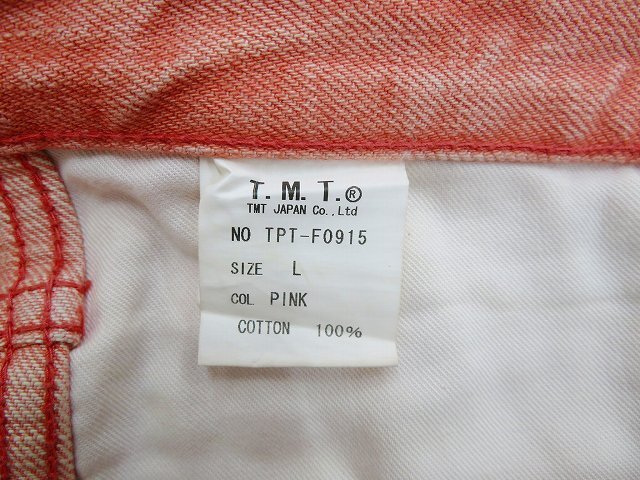 T.M.T.®
TMT JAPAN Co.,Ltd
NO TPT-F0915
SIZE L
COL PINK
COTTON 100%